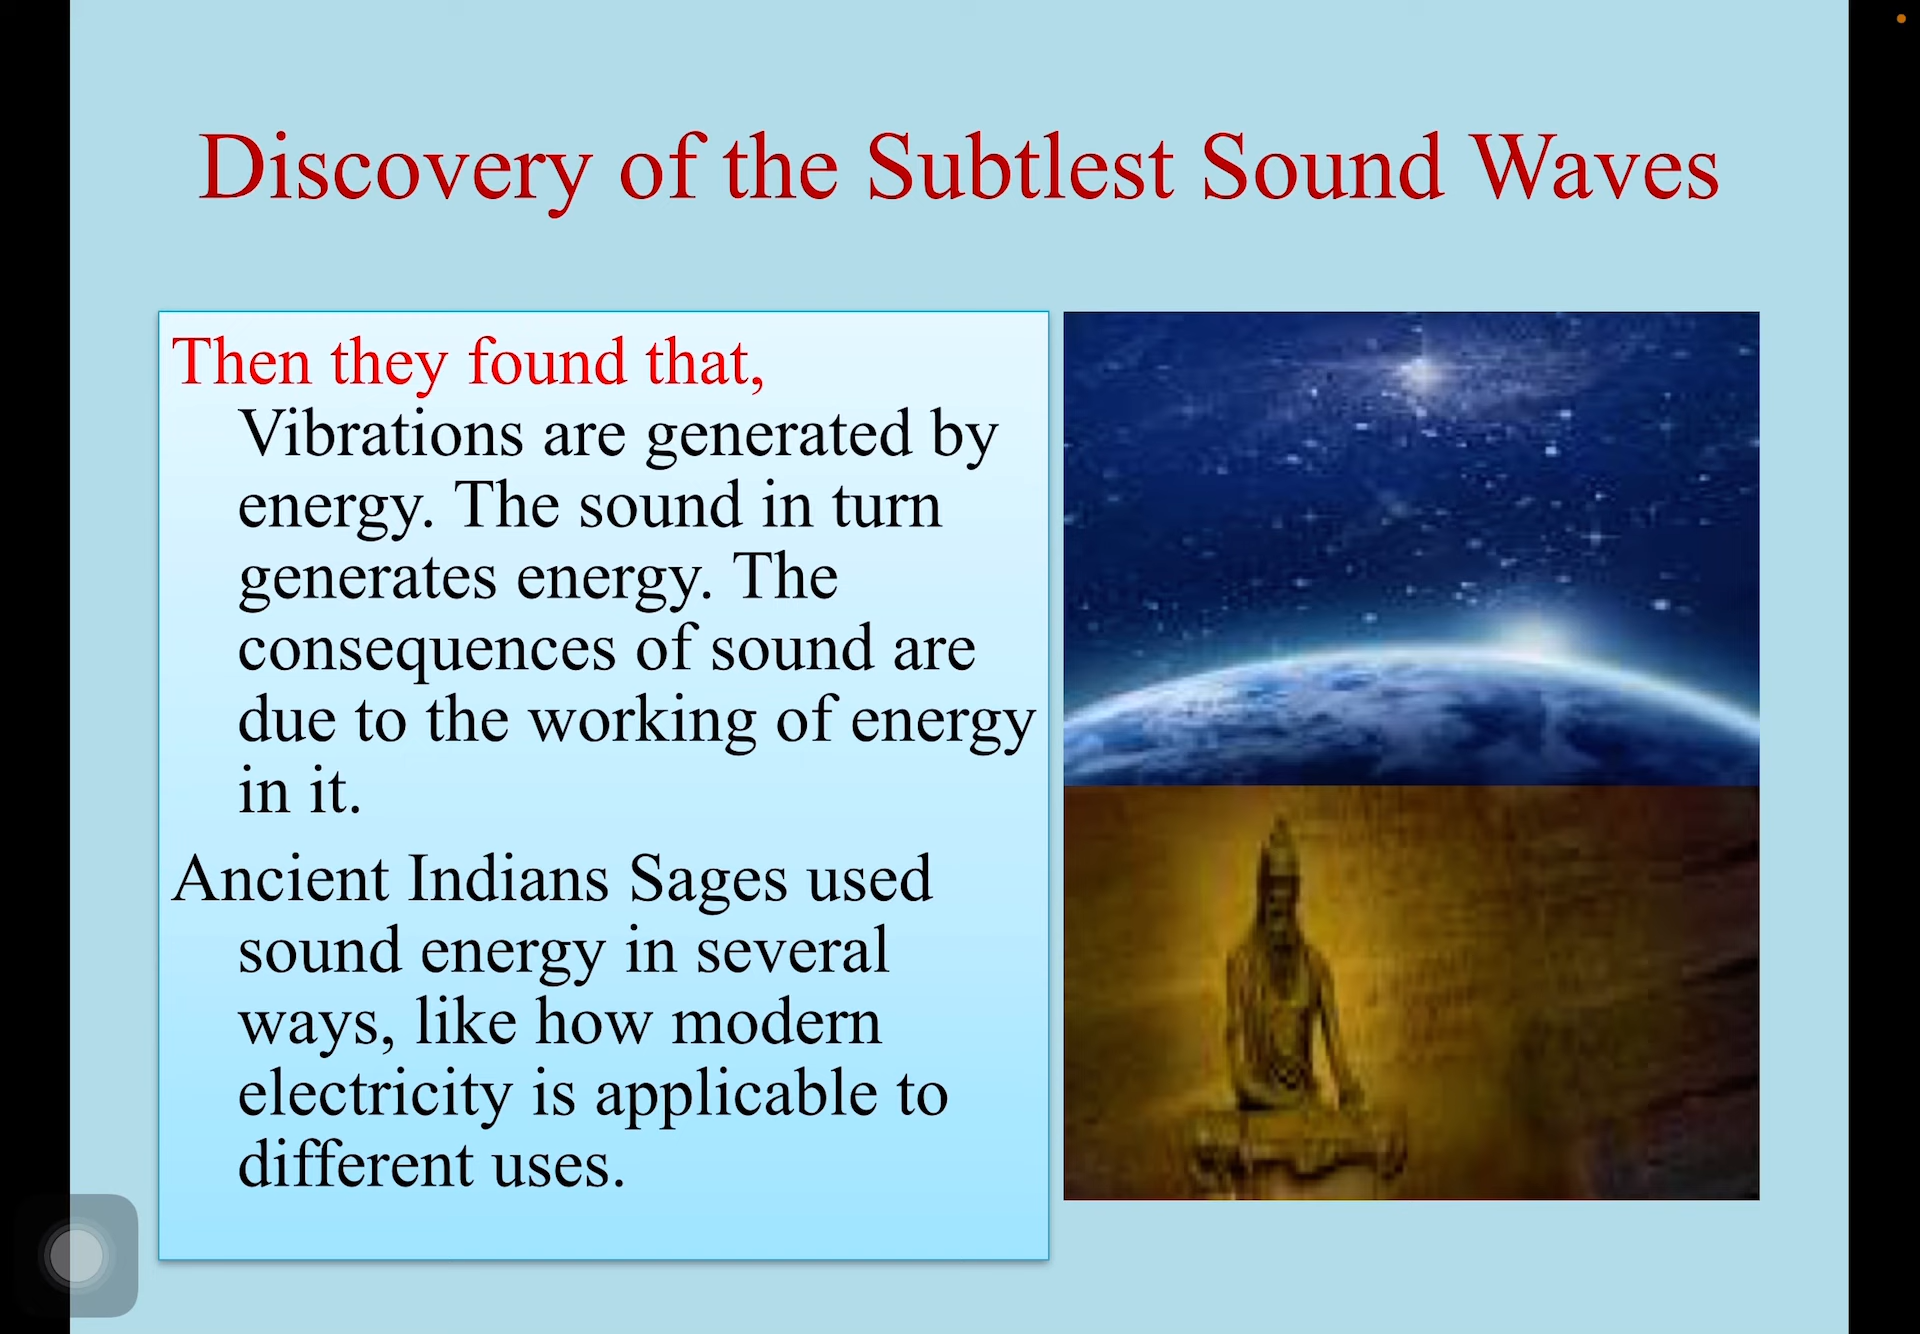 Discovery of the Subtlest Sound Waves
Then they found that,
Vibrations are generated by
energy. The sound in turn
generates energy. The
consequences of sound are
due to the working of energy
in it.
Ancient Indians Sages used
sound energy in several
ways, like how modern
electricity is applicable to
different uses.